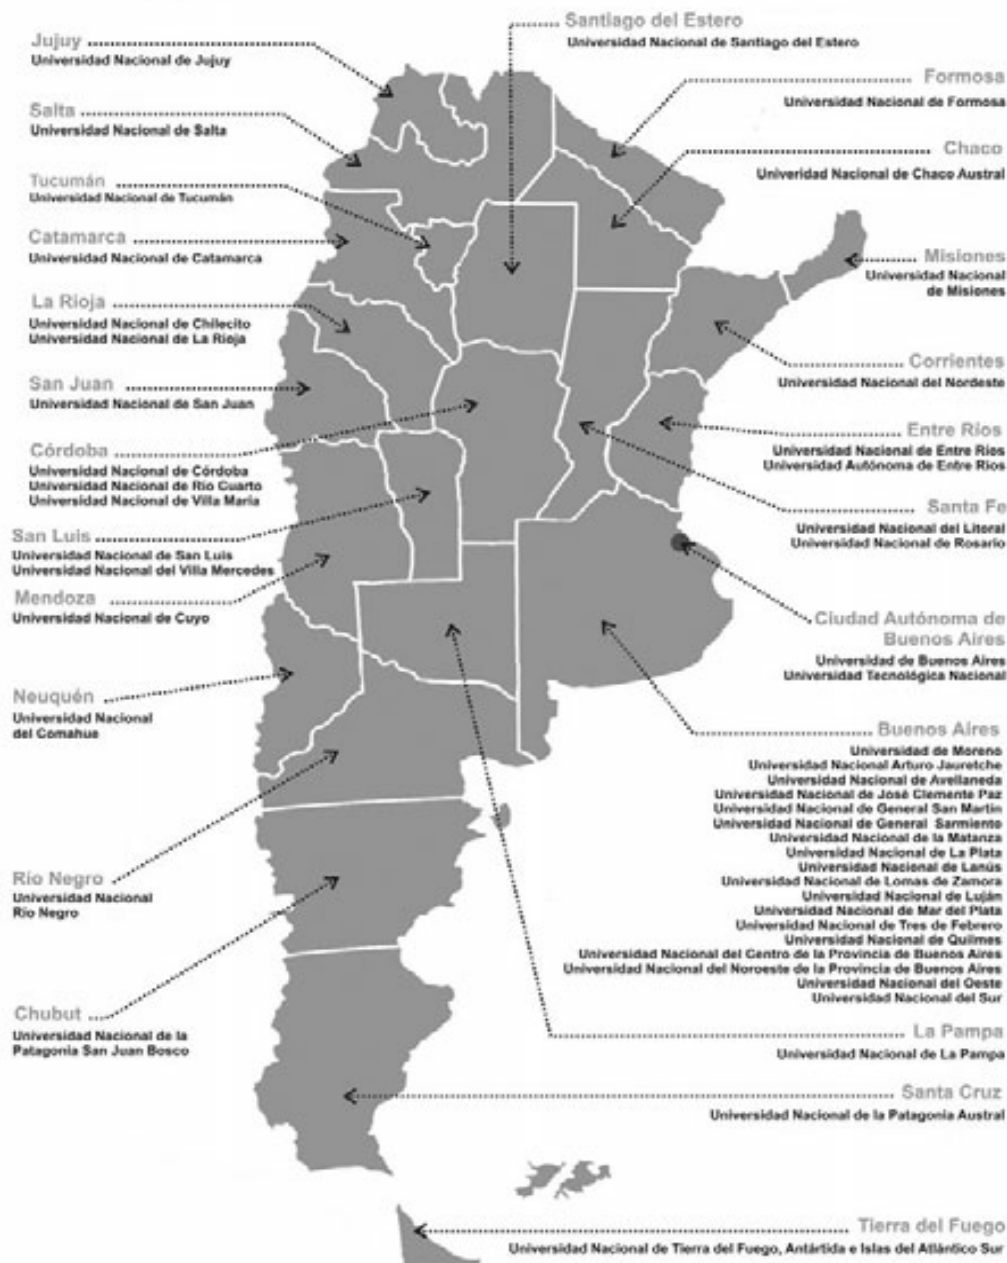 Jujuy
Universidad Nacional de Jujuy
Salta
Universidad Nacional de Salta
Tucumán
Universidad Nacional de Tucumán
Catamarca
Universidad Nacional de Catamarca
La Rioja
Universidad Nacional de Chilecito
Universidad Nacional de La Rioja
San Juan
Universidad Nacional de San Juan
Córdoba
Universidad Nacional de Córdoba
Universidad Nacional de Río Cuarto
Universidad Nacional de Villa María
San Luis
Universidad Nacional de San Luis
Universidad Nacional del Villa Mercedes
Mendoza
Universidad Nacional de Cuyo
Neuquén
Universidad Nacional
del Comahue
Río Negro
Universidad Nacional
Río Negro
Chubut
Universidad Nacional de la
Patagonia San Juan Bosco
Santiago del Estero
Universidad Nacional de Santiago del Estero
Formosa
Universidad Nacional de Formosa
Chaco
Univeridad Nacional de Chaco Austral
Misiones
Universidad Nacional
de Misiones
Corrientes
Universidad Nacional del Nordeste
Entre Ríos
Universidad Nacional de Entre Ríos
Universidad Autónoma de Entre Ríos
Santa Fe
Universidad Nacional del Litoral
Universidad Nacional de Rosario
Ciudad Autónoma de
Buenos Aires
Universidad de Buenos Aires
Universidad Tecnológica Nacional
Buenos Aires
Universidad de Moreno
Universidad Nacional Arturo Jauretche
Universidad Nacional de Avellaneda
Universidad Nacional de José Clemente Paz
Universidad Nacional de General San Martín
Universidad Nacional de General Sarmiento
Universidad Nacional de la Matanza
Universidad Nacional de La Plata
Universidad Nacional de Lanús
Universidad Nacional de Lomas de Zamora
Universidad Nacional de Luján
Universidad Nacional de Mar del Plata
Universidad Nacional de Tres de Febrero
Universidad Nacional de Quilmes
Universidad Nacional del Centro de la Provincia de Buenos Aires
Universidad Nacional del Noroeste de la Provincia de Buenos Aires
Universidad Nacional del Oeste
Universidad Nacional del Sur
La Pampa
Universidad Nacional de La Pampa
Santa Cruz
Universidad Nacional de la Patagonia Austral
Tierra del Fuego
Universidad Nacional de Tierra del Fuego, Antártida e Islas del Atlántico Sur